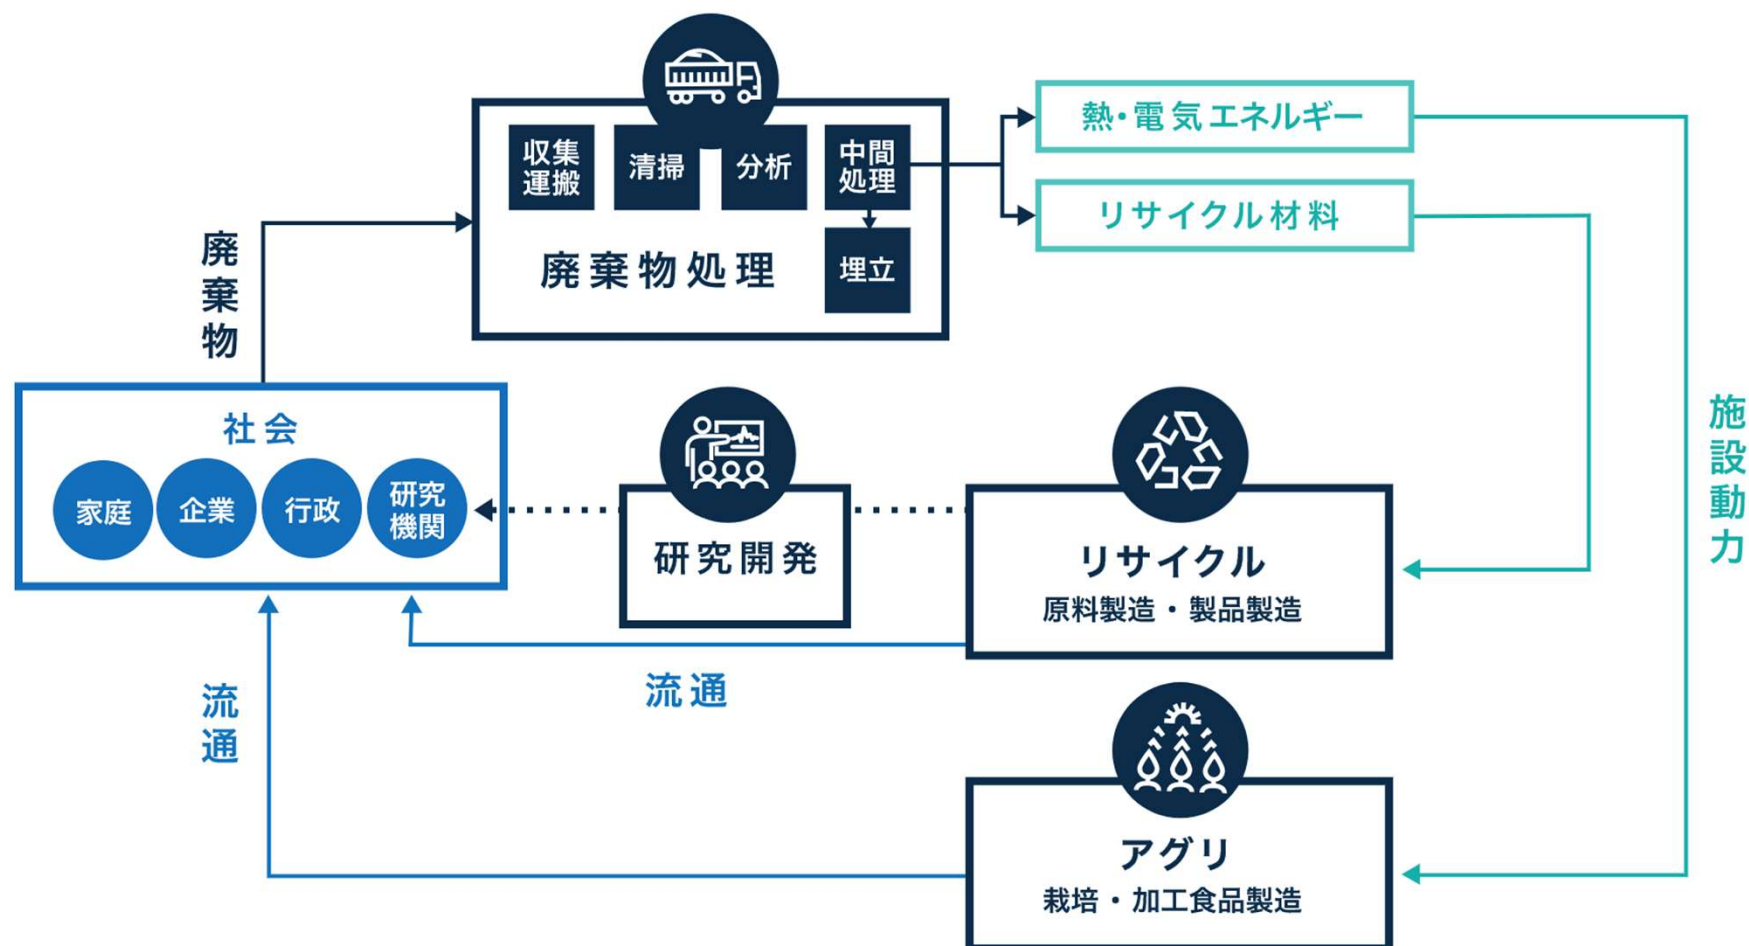 収集
運搬
清掃
分析
中間
処理
埋立
廃棄物処理
熱・電気エネルギー
リサイクル材料
廃棄物
社会
家庭
企業
行政
研究
機関
研究開発
リサイクル
原料製造・製品製造
施設動力
流通
流通
アグリ
栽培・加工食品製造